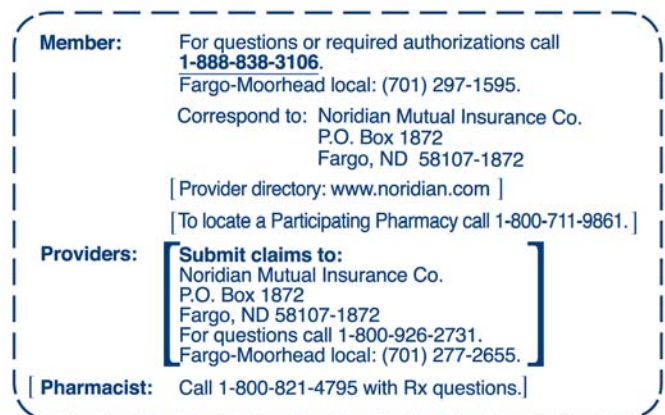 Member: For questions or required authorizations call
1-888-838-3106.
Fargo-Moorhead local: (701) 297-1595.
Correspond to: Noridian Mutual Insurance Co.
P.O. Box 1872
Fargo, ND 58107-1872
[ Provider directory: www.noridian.com ]
[ To locate a Participating Pharmacy call 1-800-711-9861. ]
Providers: [ Submit claims to:
Noridian Mutual Insurance Co.
P.O. Box 1872
Fargo, ND 58107-1872
For questions call 1-800-926-2731.
Fargo-Moorhead local: (701) 277-2655. ]
[ Pharmacist: Call 1-800-821-4795 with Rx questions. ]